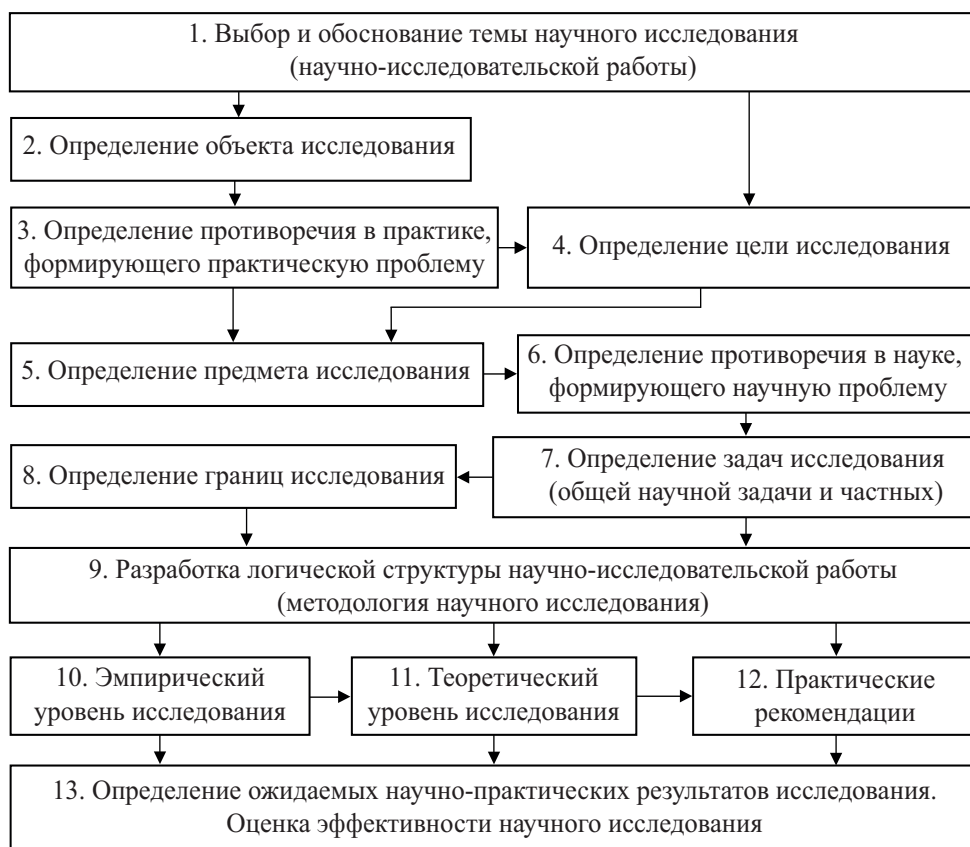 1. Выбор и обоснование темы научного исследования
(научно-исследовательской работы)
2. Определение объекта исследования
3. Определение противоречия в практике,
формирующего практическую проблему
4. Определение цели исследования
5. Определение предмета исследования
6. Определение противоречия в науке,
формирующего научную проблему
7. Определение задач исследования
(общей научной задачи и частных)
8. Определение границ исследования
9. Разработка логической структуры научно-исследовательской работы
(методология научного исследования)
10. Эмпирический
уровень исследования
11. Теоретический
уровень исследования
12. Практические
рекомендации
13. Определение ожидаемых научно-практических результатов исследования.
Оценка эффективности научного исследования